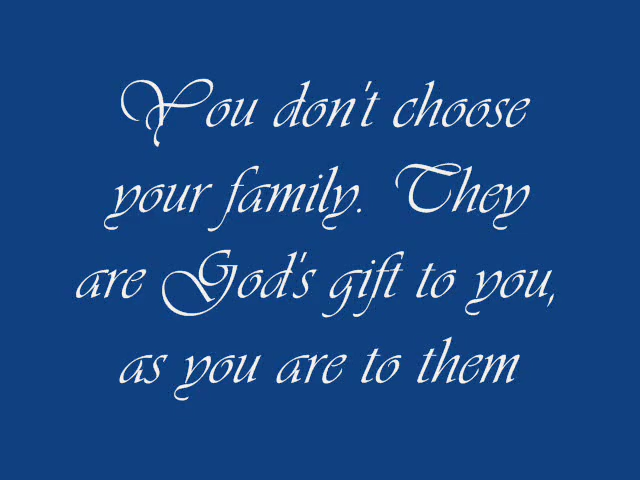 You don't choose
your family. They
are God's gift to you,
as you are to them